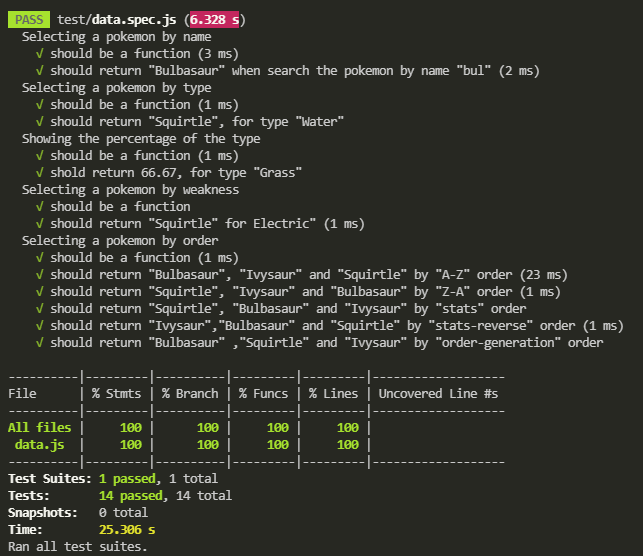 PASS test/data.spec.js (6.328 s)
Selecting a pokemon by name
√ should be a function (3 ms)
√ should return "Bulbasaur" when search the pokemon by name "bul" (2 ms)
Selecting a pokemon by type
√ should be a function (1 ms)
√ should return "Squirtle", for type "Water"
Showing the percentage of the type
√ should be a function (1 ms)
√ shold return 66.67, for type "Grass"
Selecting a pokemon by weakness
√ should be a function
√ should return "Squirtle" for Electric" (1 ms)
Selecting a pokemon by order
√ should be a function (1 ms)
√ should return "Bulbasaur", "Ivysaur" and "Squirtle" by "A-Z" order (23 ms)
√ should return "Squirtle", "Ivysaur" and "Bulbasaur" by "Z-A" order (1 ms)
√ should return "Squirtle", "Bulbasaur" and "Ivysaur" by "stats" order
√ should return "Ivysaur","Bulbasaur" and "Squirtle" by "stats-reverse" order (1 ms)
√ should return "Bulbasaur" ,"Squirtle" and "Ivysaur" by "order-generation" order
----------|---------|----------|---------|---------|-------------------
File      | % Stmts | % Branch | % Funcs | % Lines | Uncovered Line #s
----------|---------|----------|---------|---------|-------------------
All files |     100 |      100 |     100 |     100 |
 data.js  |     100 |      100 |     100 |     100 |
----------|---------|----------|---------|---------|-------------------
Test Suites: 1 passed, 1 total
Tests:       14 passed, 14 total
Snapshots:   0 total
Time:        25.306 s
Ran all test suites.